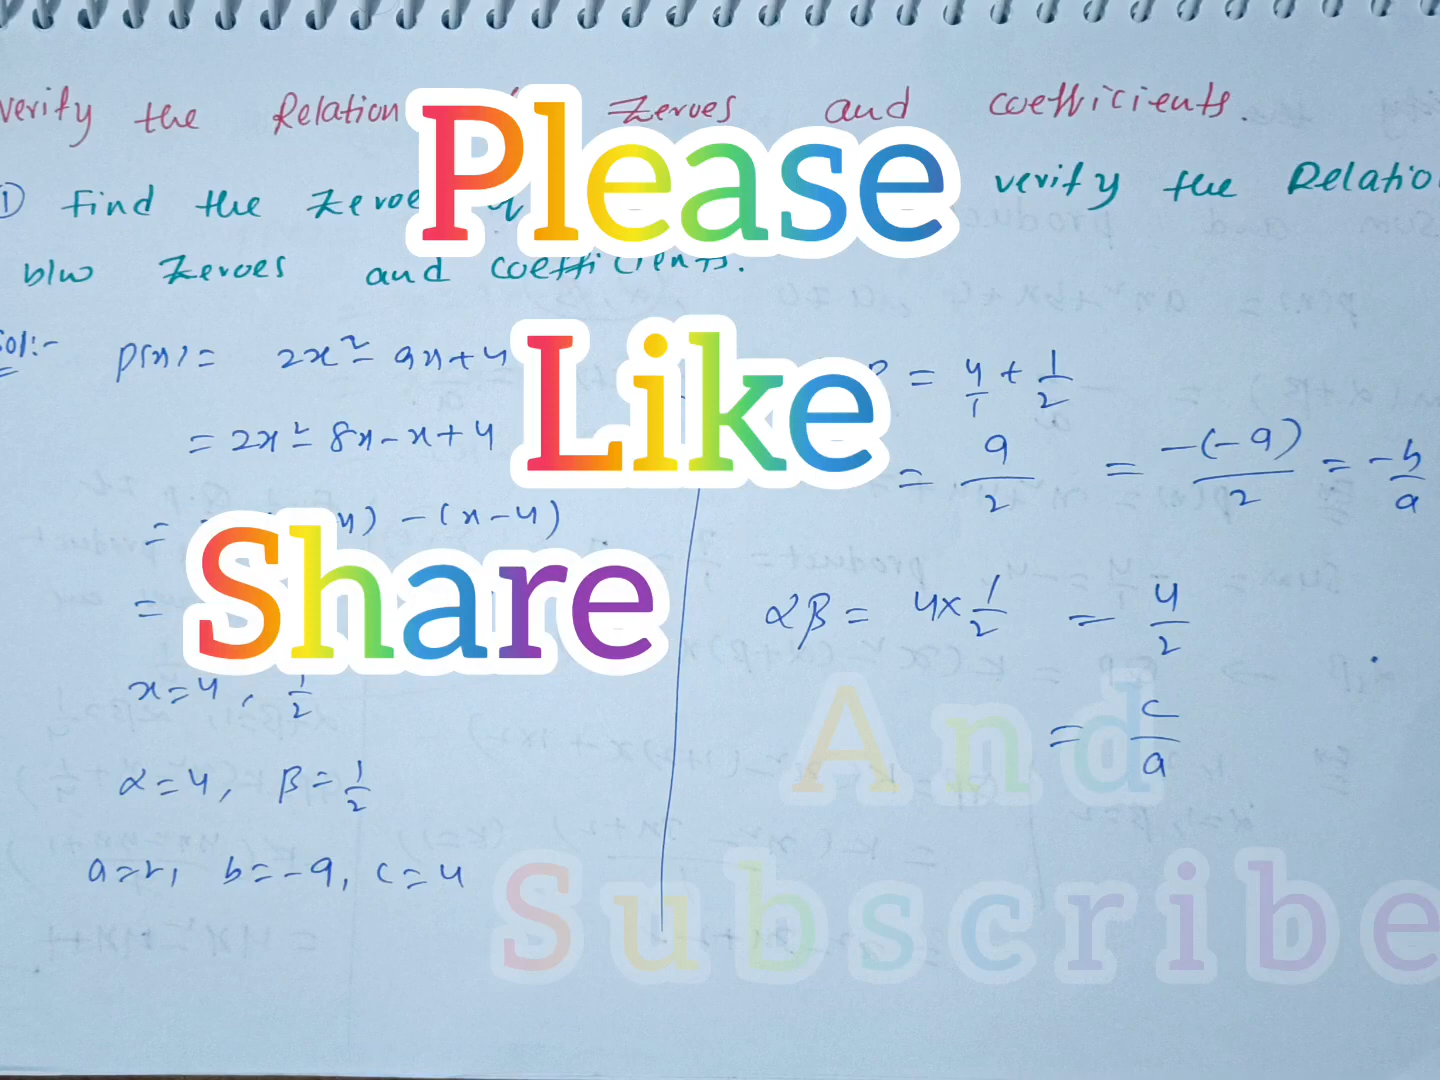 verify the Relation Zeroes and coefficients.
① Find the Zeroe verify the Relatio
b/w Zeroes and coefficients.
Sol:-
p(x) = 2x² - 9x + 4
= 2x² - 8x - x + 4
= 4) - (x - 4)
=
x = 4, 1/2
α = 4, β = 1/2
a = 2, b = -9, c = 4
β = 4/1 + 1/2
= 9/2 = -(-9)/2 = -b/a
αβ = 4 × 1/2 = 4/2
= c/a
Please
Like
Share
And
Subscribe